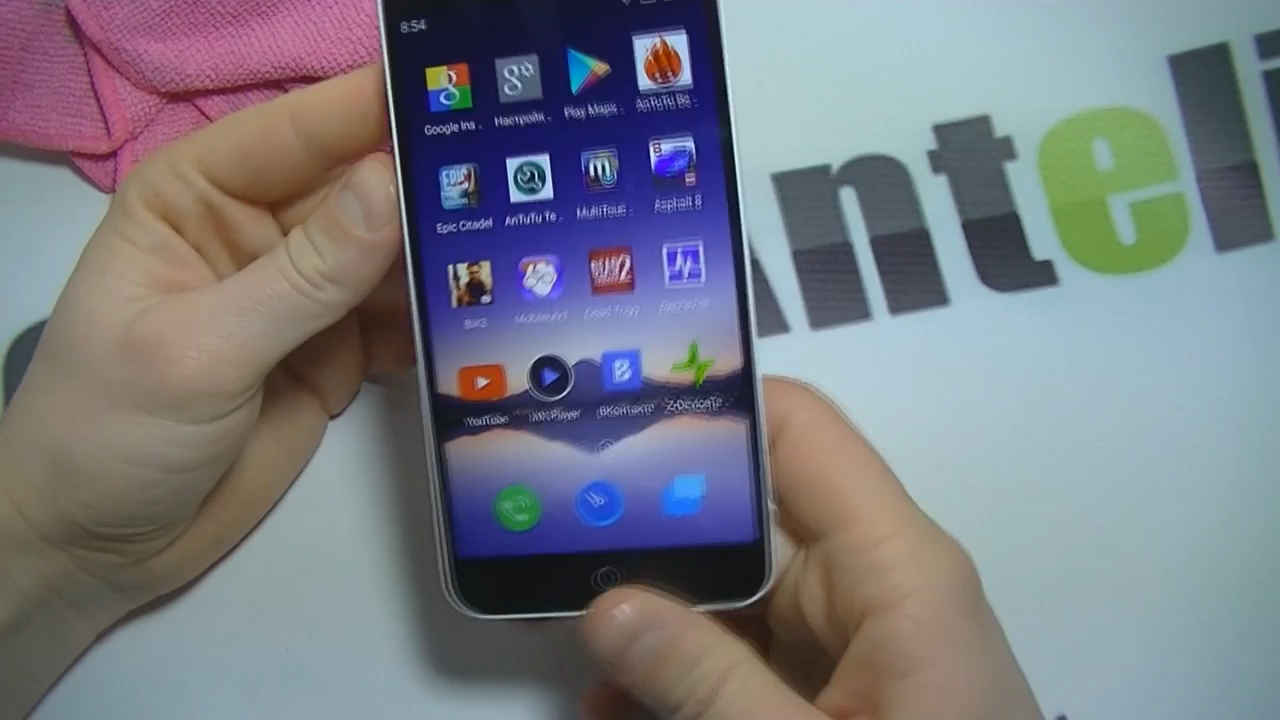 8:54
Google Ins..
Настройк..
Play Марк..
AnTuTu Be..
Epic Citadel
AnTuTu Te..
MultiTouc..
Asphalt 8
YouTube
MX Player
ВКонтакте
Z-DeviceTe..
Antel